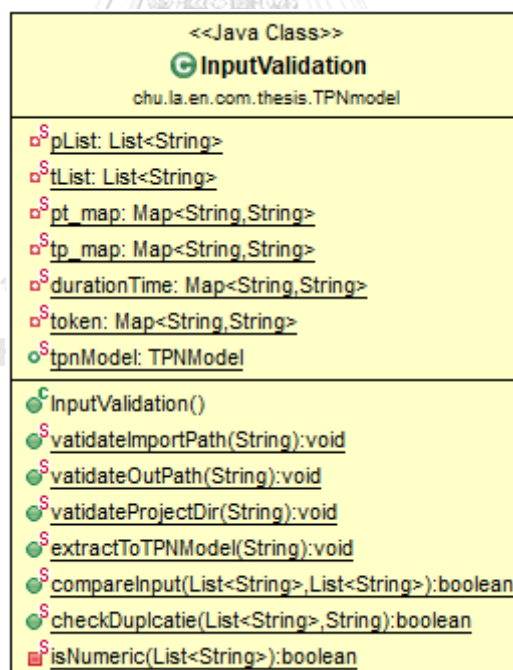 <<Java Class>>
C InputValidation
chu.la.en.com.thesis.TPNmodel
S pList: List<String>
S tList: List<String>
S pt_map: Map<String,String>
S tp_map: Map<String,String>
S durationTime: Map<String,String>
S token: Map<String,String>
S tpnModel: TPNModel
C InputValidation()
S vatidateImportPath(String):void
S vatidateOutPath(String):void
S vatidateProjectDir(String):void
S extractToTPNModel(String):void
S compareInput(List<String>,List<String>):boolean
S checkDuplcatie(List<String>,String):boolean
S isNumeric(List<String>):boolean